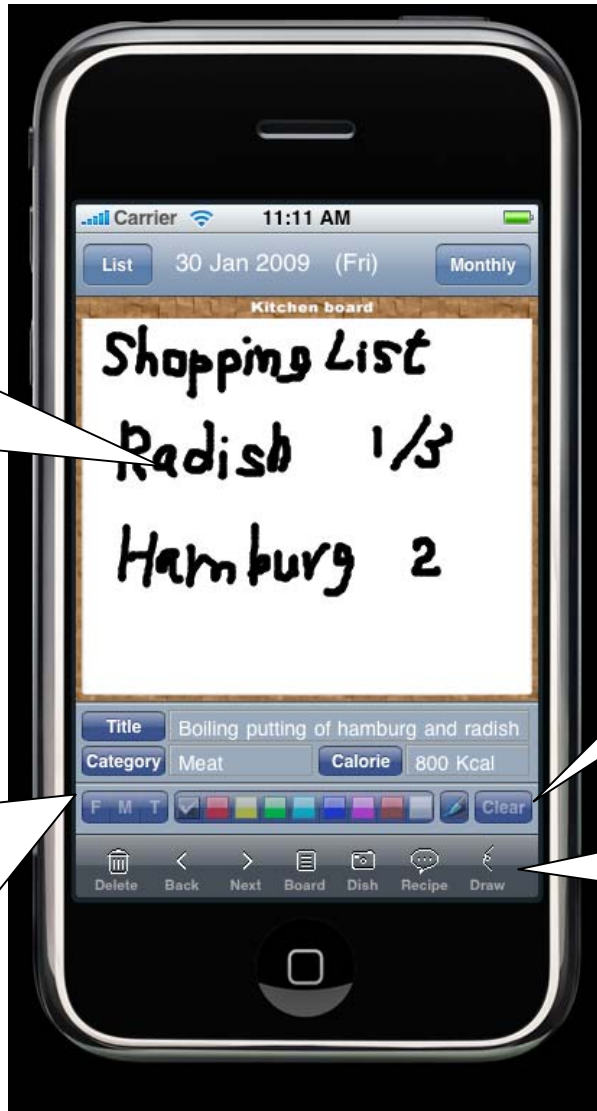 Carrier 11:11 AM
List 30 Jan 2009 (Fri) Monthly
Kitchen board
Shopping List
Radish 1/3
Hamburg 2
Title Boiling putting of hamburg and radish
Category Meat Calorie 800 Kcal
F M T Clear
Delete Back Next Board Dish Recipe Draw